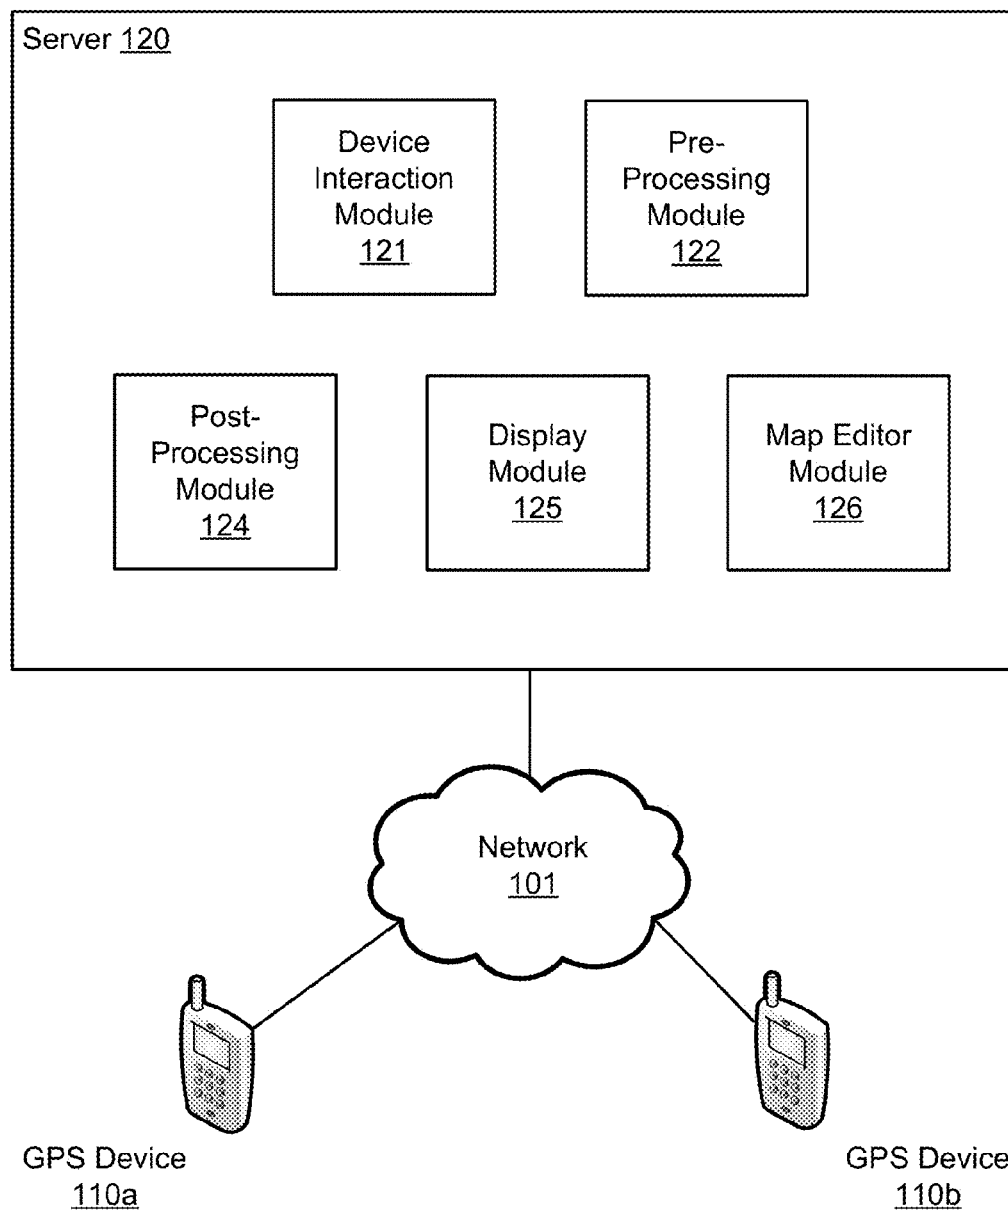 Server 120
Device
Interaction
Module
121
Pre-
Processing
Module
122
Post-
Processing
Module
124
Display
Module
125
Map Editor
Module
126
Network
101
GPS Device
110a
GPS Device
110b